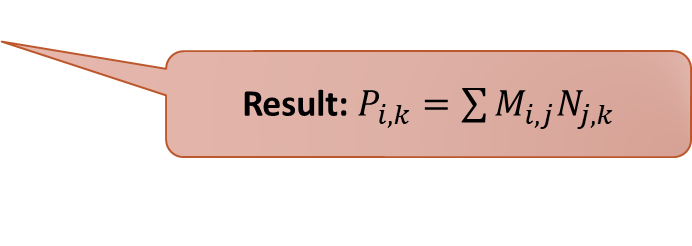 Result: P_{i,k} = ∑ M_{i,j} N_{j,k}